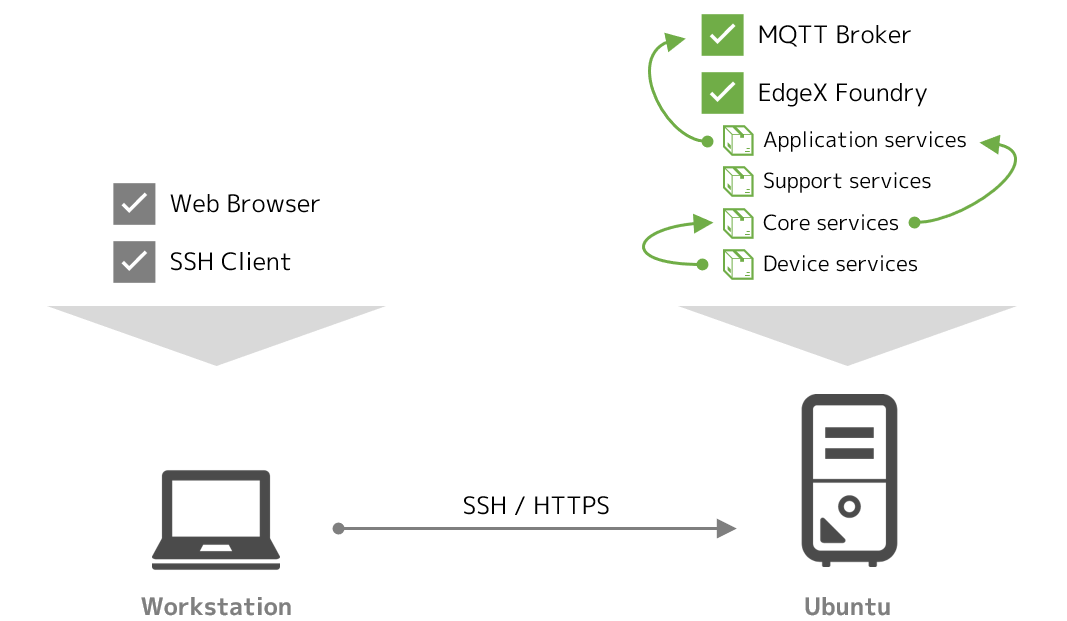 MQTT Broker
EdgeX Foundry
Application services
Support services
Core services
Device services
Web Browser
SSH Client
SSH / HTTPS
Workstation
Ubuntu